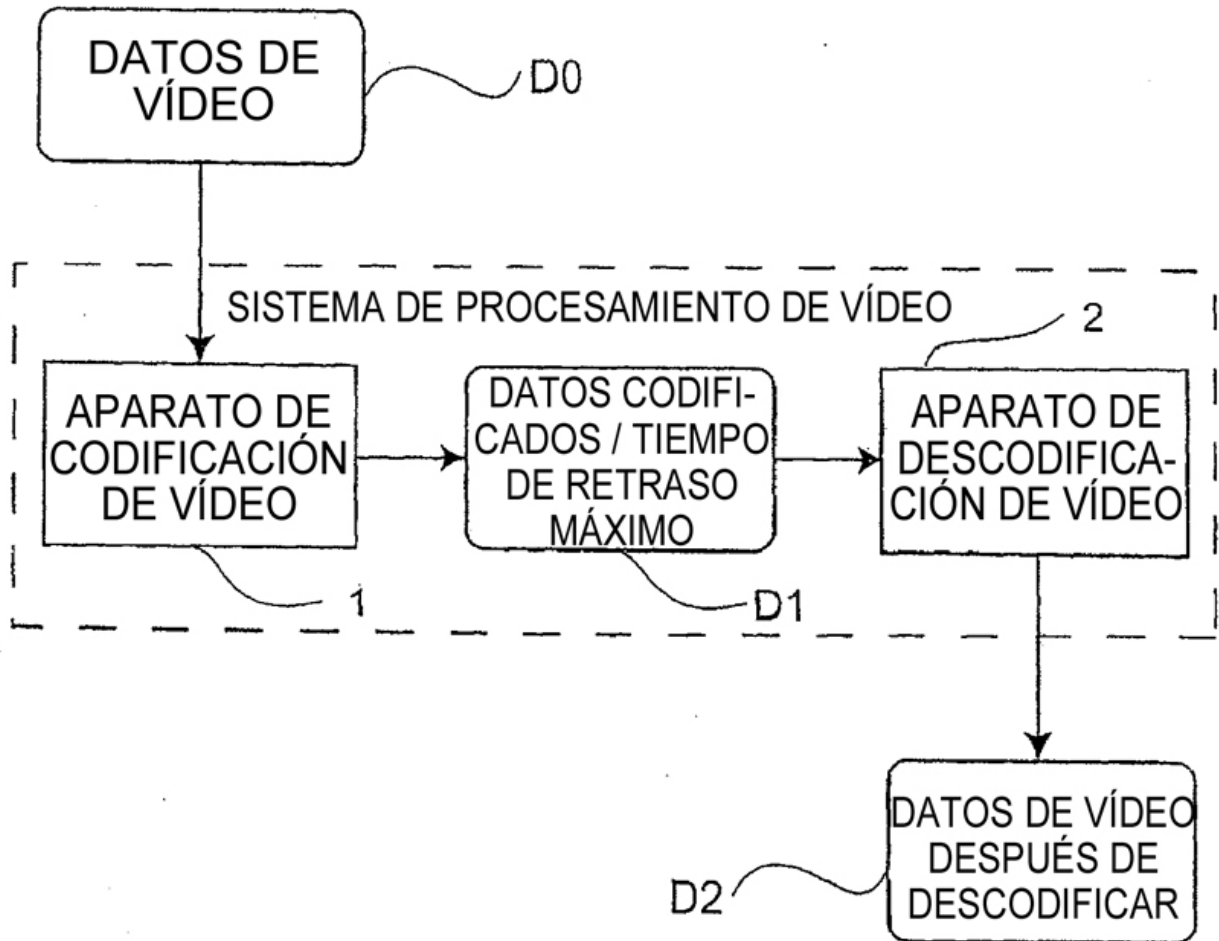 DATOS DE
VÍDEO
D0
SISTEMA DE PROCESAMIENTO DE VÍDEO
2
APARATO DE
CODIFICACIÓN
DE VÍDEO
1
DATOS CODIFI-
CADOS / TIEMPO
DE RETRASO
MÁXIMO
D1
APARATO DE
DESCODIFICA-
CIÓN DE VÍDEO
DATOS DE VÍDEO
DESPUÉS DE
DESCODIFICAR
D2